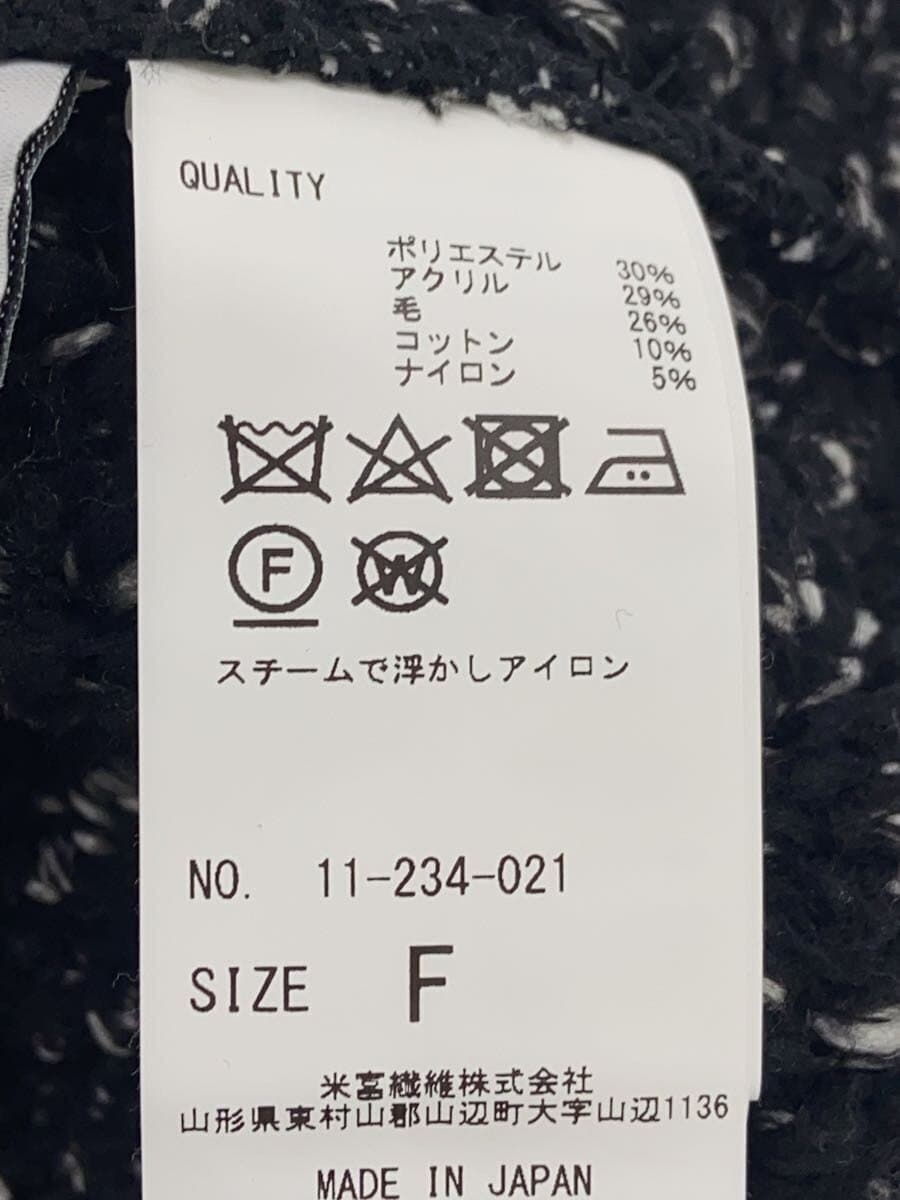 QUALITY
ポリエステル 30%
アクリル 29%
毛 26%
コットン 10%
ナイロン 5%
F W
スチームで浮かしアイロン
NO. 11-234-021
SIZE F
米富繊維株式会社
山形県東村山郡山辺町大字山辺1136
MADE IN JAPAN